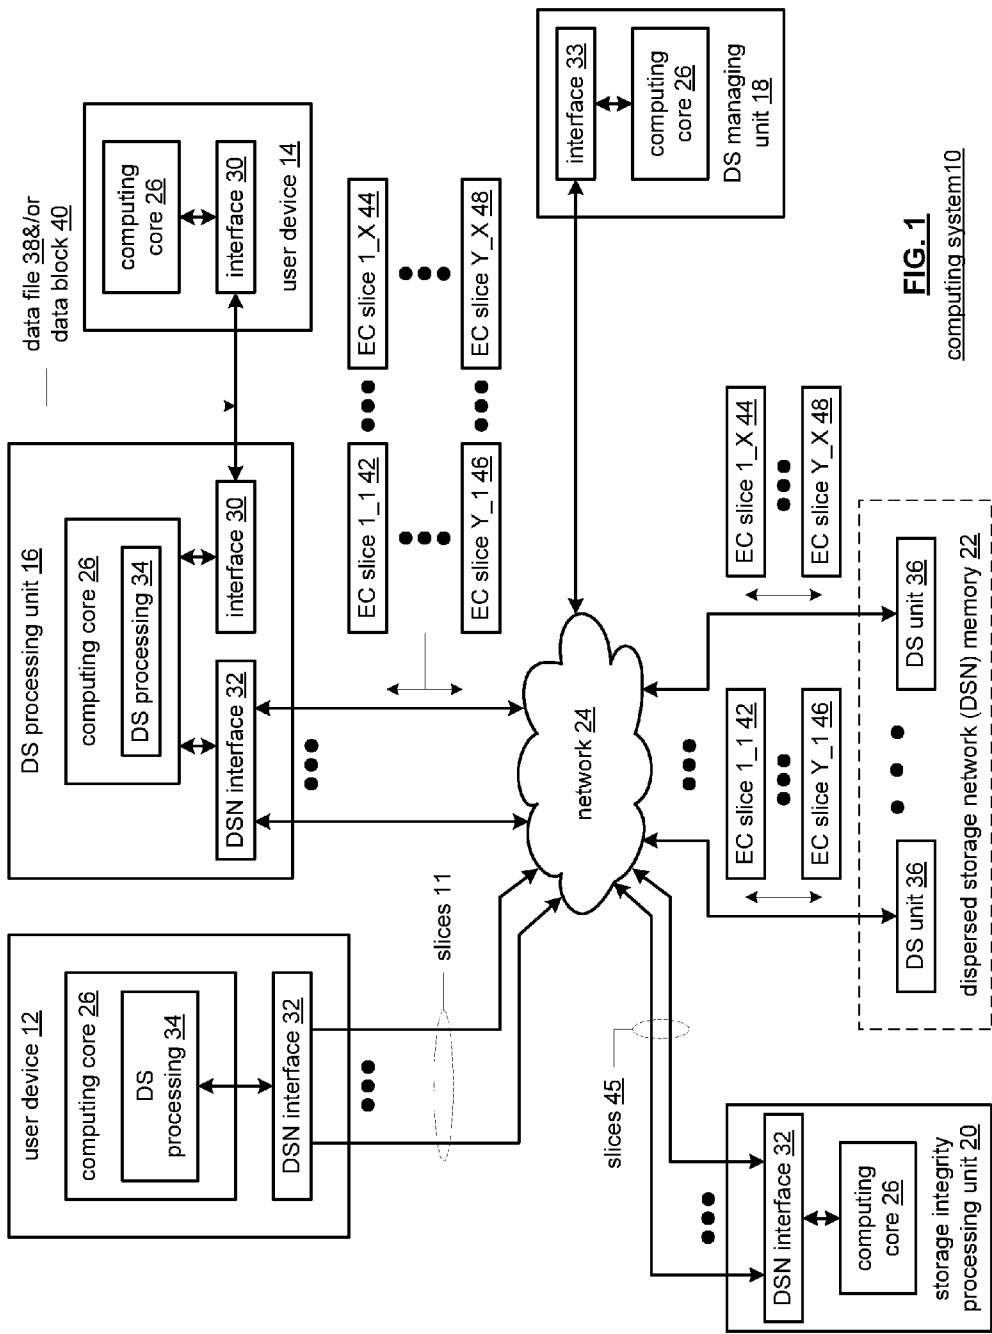 user device 12
computing core 26
DS
processing 34
DSN interface 32
slices 11
DS processing unit 16
computing core 26
DS processing 34
DSN interface 32
interface 30
data file 38&/or
data block 40
computing
core 26
interface 30
user device 14
EC slice 1_1 42
EC slice 1_X 44
EC slice Y_1 46
EC slice Y_X 48
network 24
interface 33
computing
core 26
DS managing
unit 18
slices 45
DSN interface 32
computing
core 26
storage integrity
processing unit 20
EC slice 1_1 42
EC slice Y_1 46
EC slice 1_X 44
EC slice Y_X 48
DS unit 36
DS unit 36
dispersed storage network (DSN) memory 22
FIG. 1
computing system10